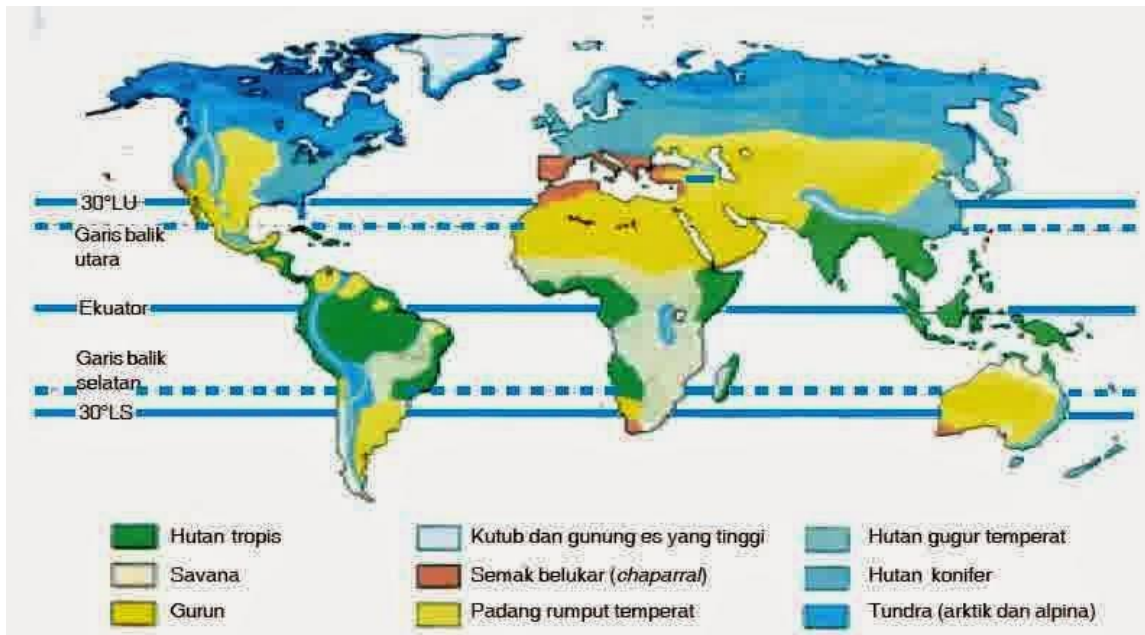 30°LU
Garis balik
utara
Ekuator
Garis balik
selatan
30°LS
Hutan tropis
Savana
Gurun
Kutub dan gunung es yang tinggi
Semak belukar (chaparral)
Padang rumput temperat
Hutan gugur temperat
Hutan konifer
Tundra (arktik dan alpina)